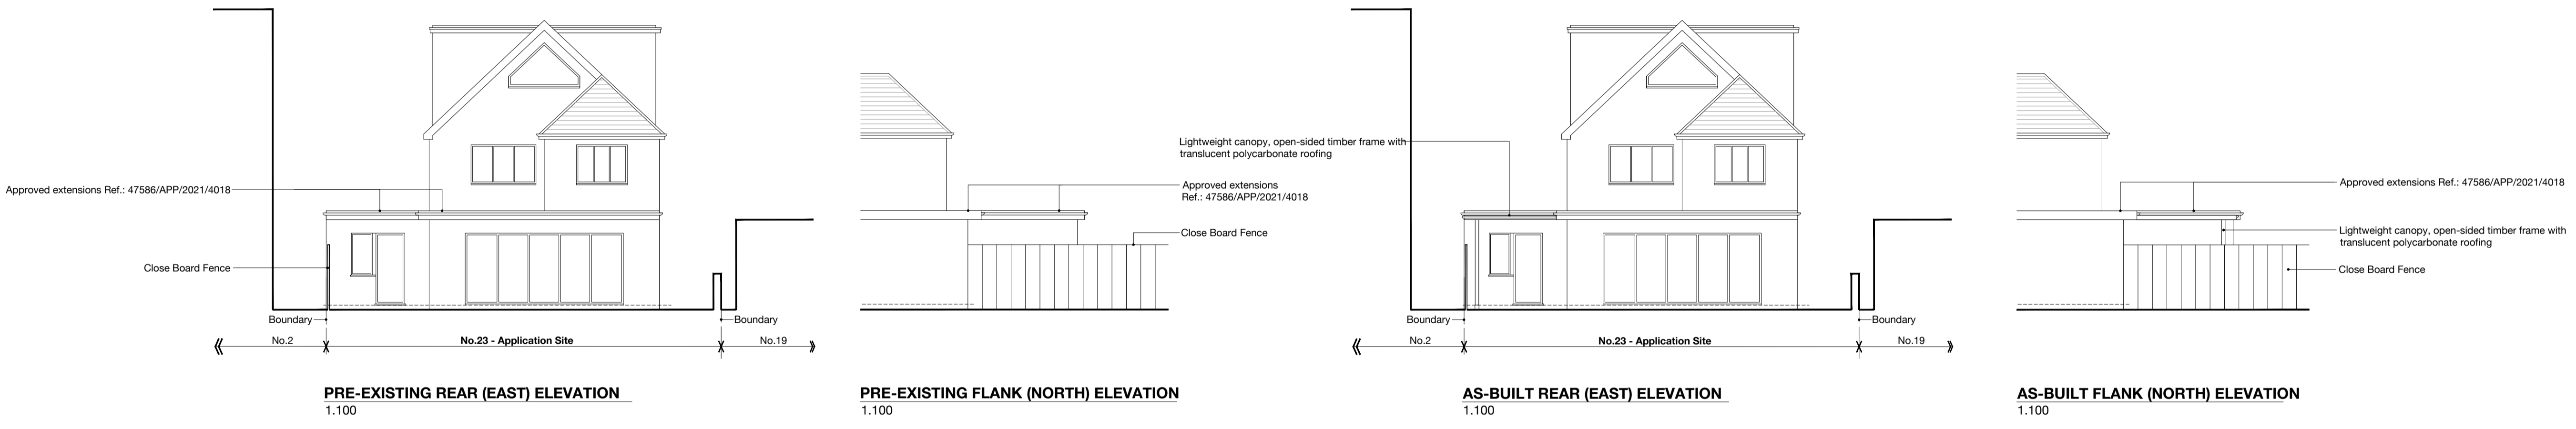 Approved extensions Ref.: 47586/APP/2021/4018
Close Board Fence
Boundary
Boundary
No.2
No.23 - Application Site
No.19
PRE-EXISTING REAR (EAST) ELEVATION
1.100
Approved extensions
Ref.: 47586/APP/2021/4018
Close Board Fence
PRE-EXISTING FLANK (NORTH) ELEVATION
1.100
Lightweight canopy, open-sided timber frame with
translucent polycarbonate roofing
Boundary
Boundary
No.2
No.23 - Application Site
No.19
AS-BUILT REAR (EAST) ELEVATION
1.100
Approved extensions Ref.: 47586/APP/2021/4018
Lightweight canopy, open-sided timber frame with
translucent polycarbonate roofing
Close Board Fence
AS-BUILT FLANK (NORTH) ELEVATION
1.100